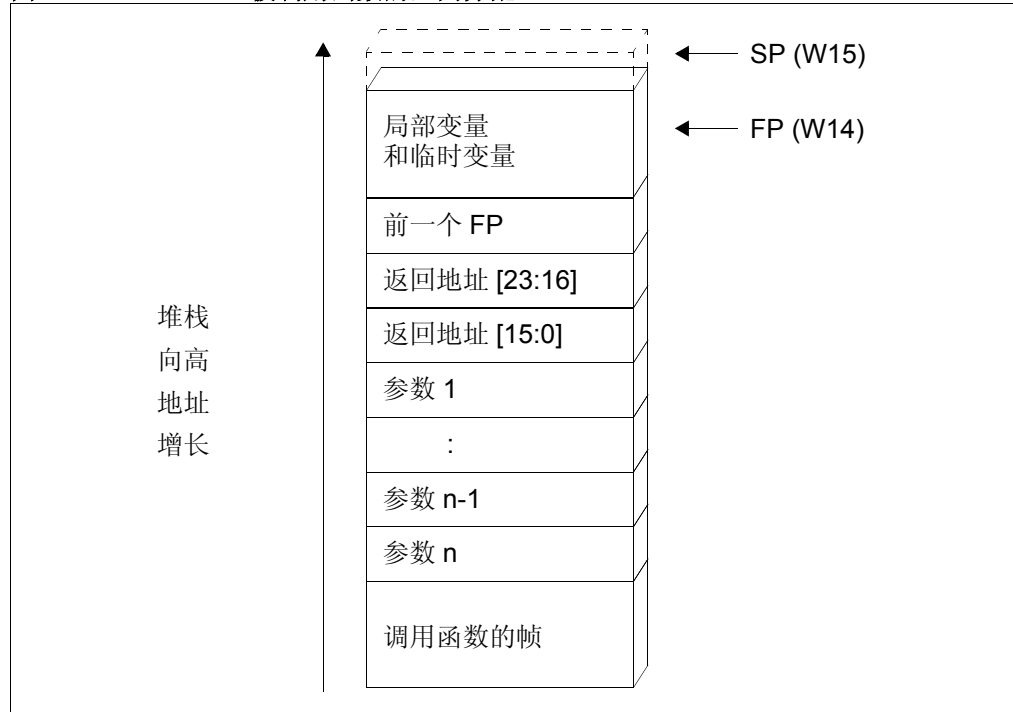 SP (W15)
局部变量
和临时变量
FP (W14)
前一个 FP
返回地址 [23:16]
返回地址 [15:0]
参数 1
:
参数 n-1
参数 n
调用函数的帧
堆栈
向高
地址
增长